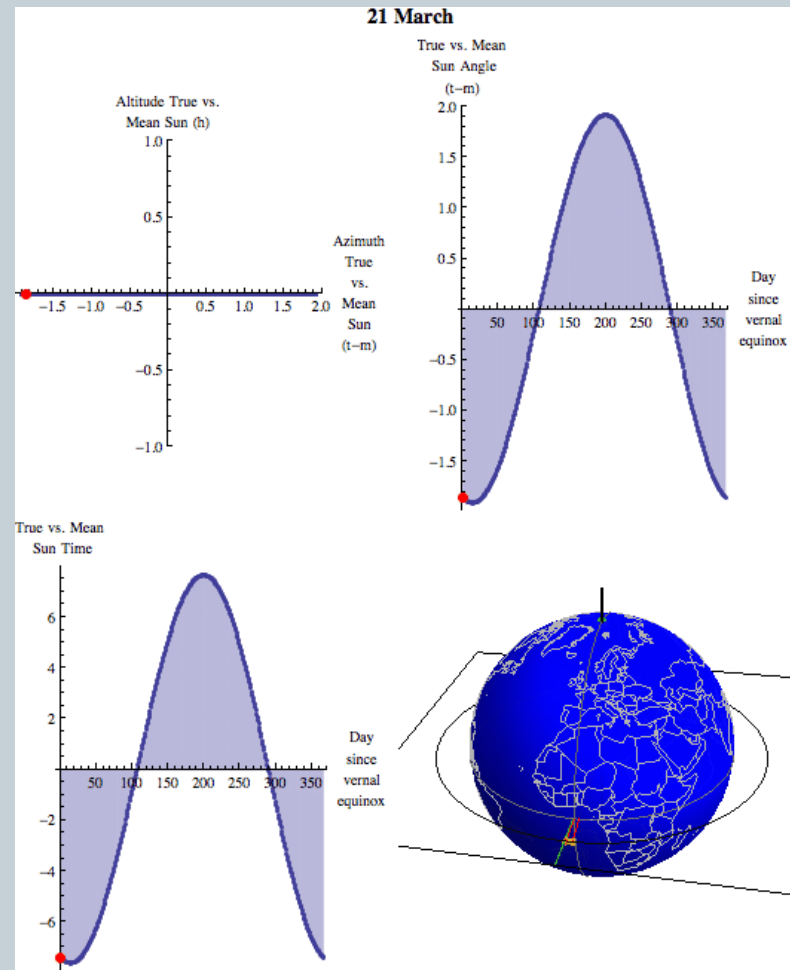 21 March
True vs. Mean
Sun Angle
(t−m)
2.0
1.5
1.0
0.5
50 100 150 200 250 300 350
−0.5
−1.0
−1.5
Day
since
vernal
equinox
Altitude True vs.
Mean Sun (h)
1.0
0.5
−1.5 −1.0 −0.5 0.5 1.0 1.5 2.0
−0.5
−1.0
Azimuth
True
vs.
Mean
Sun
(t−m)
True vs. Mean
Sun Time
6
4
2
50 100 150 200 250 300 350
−2
−4
−6
Day
since
vernal
equinox